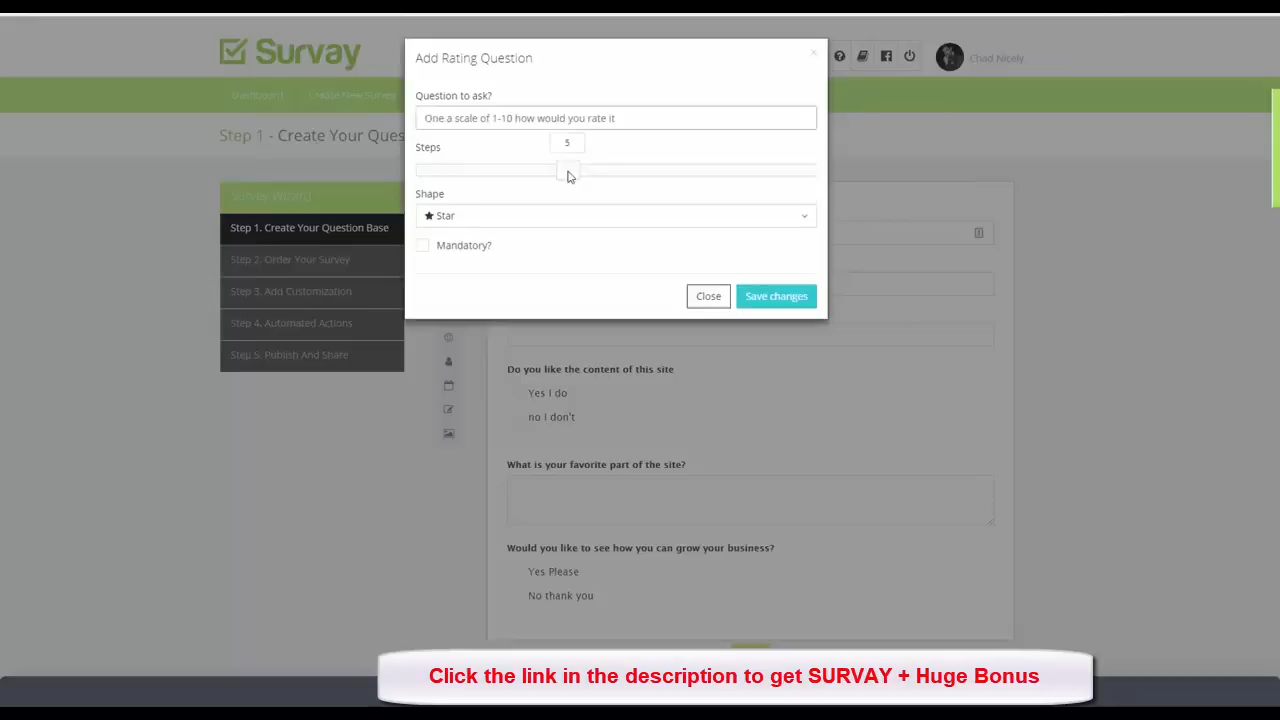 Survay
Chad Nicely
Dashboard
Create New Survay
Step 1 - Create Your Ques
Add Rating Question
×
Question to ask?
One a scale of 1-10 how would you rate it
Steps
5
Shape
Star
Mandatory?
Close
Save changes
Survay Wizard
Step 1. Create Your Question Base
Step 2. Order Your Survey
Step 3. Add Customization
Step 4. Automated Actions
Step 5. Publish And Share
Do you like the content of this site
Yes I do
no I don't
What is your favorite part of the site?
Would you like to see how you can grow your business?
Yes Please
No thank you
Click the link in the description to get SURVAY + Huge Bonus